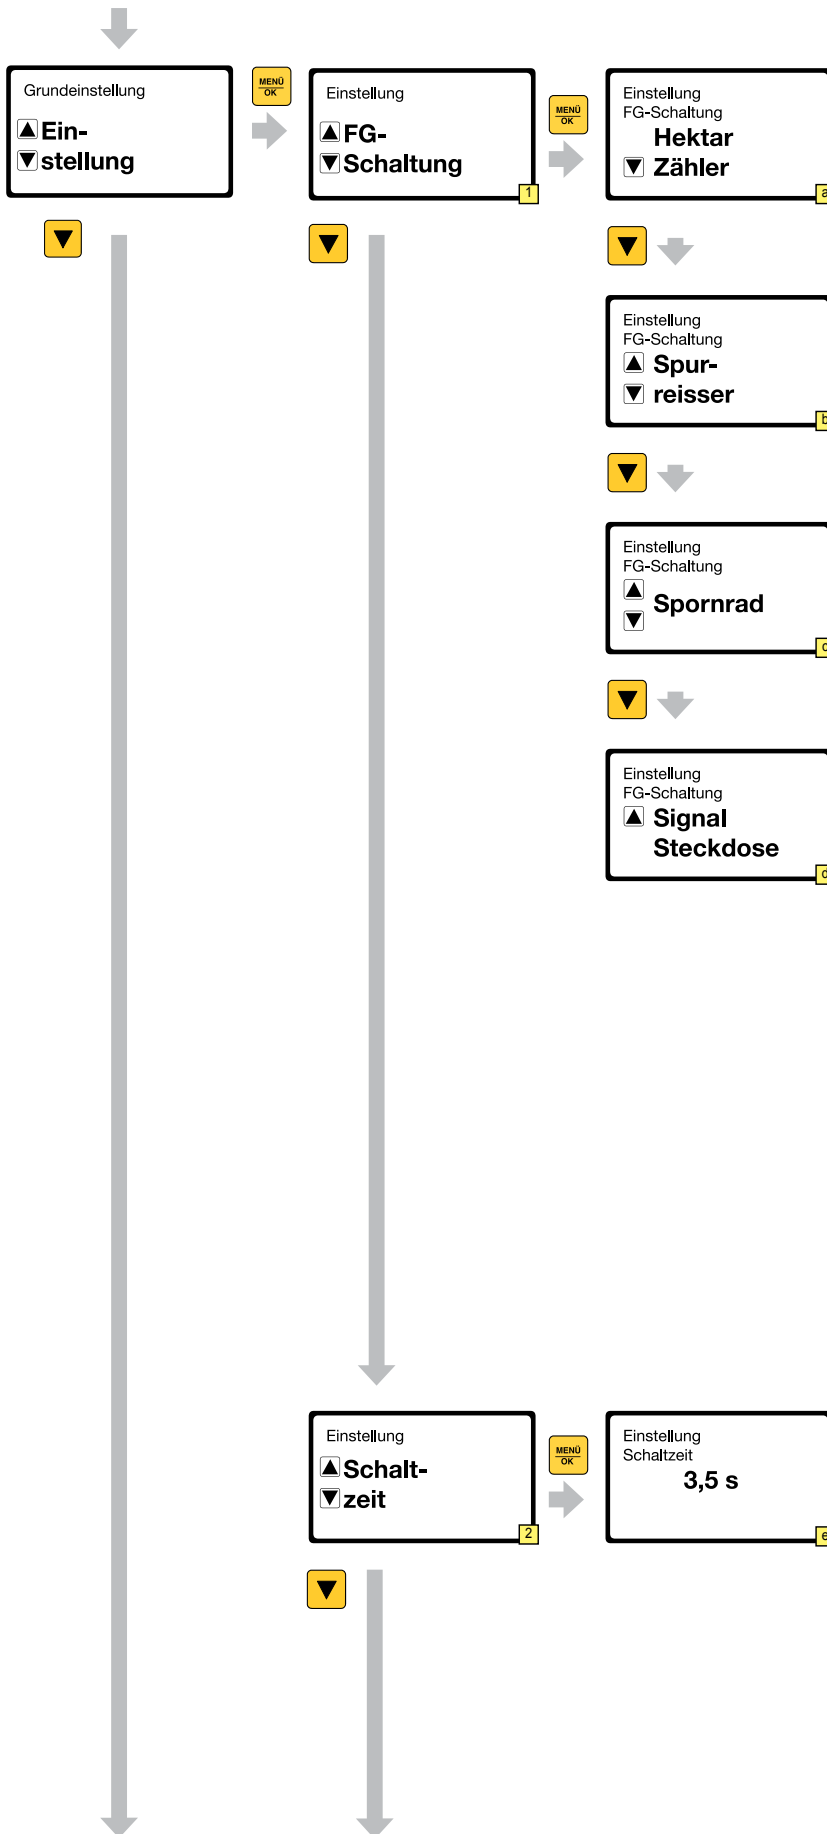 Grundeinstellung
Ein-
stellung
MENÜ
OK
Einstellung
FG-
Schaltung
1
MENÜ
OK
Einstellung
FG-Schaltung
Hektar
Zähler
a
Einstellung
FG-Schaltung
Spur-
reisser
b
Einstellung
FG-Schaltung
Spornrad
c
Einstellung
FG-Schaltung
Signal
Steckdose
d
Einstellung
Schalt-
zeit
2
MENÜ
OK
Einstellung
Schaltzeit
3,5 s
e